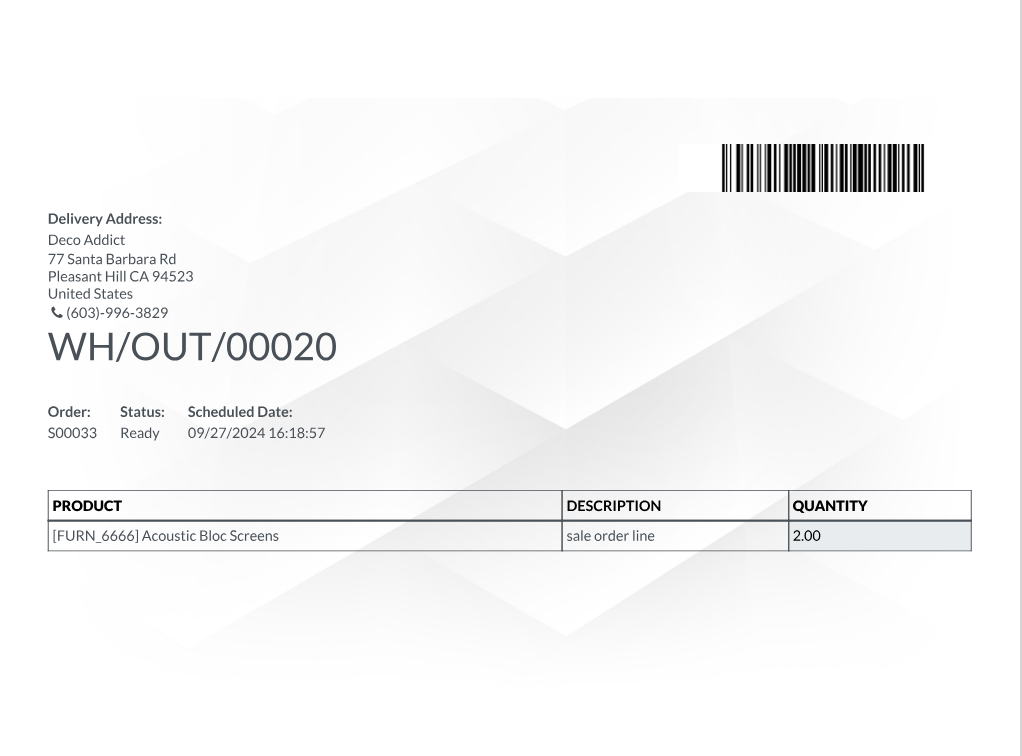 Delivery Address:
Deco Addict
77 Santa Barbara Rd
Pleasant Hill CA 94523
United States
(603)-996-3829
WH/OUT/00020
Order: Status: Scheduled Date:
S00033 Ready 09/27/2024 16:18:57
PRODUCT DESCRIPTION QUANTITY
[FURN_6666] Acoustic Bloc Screens sale order line 2.00